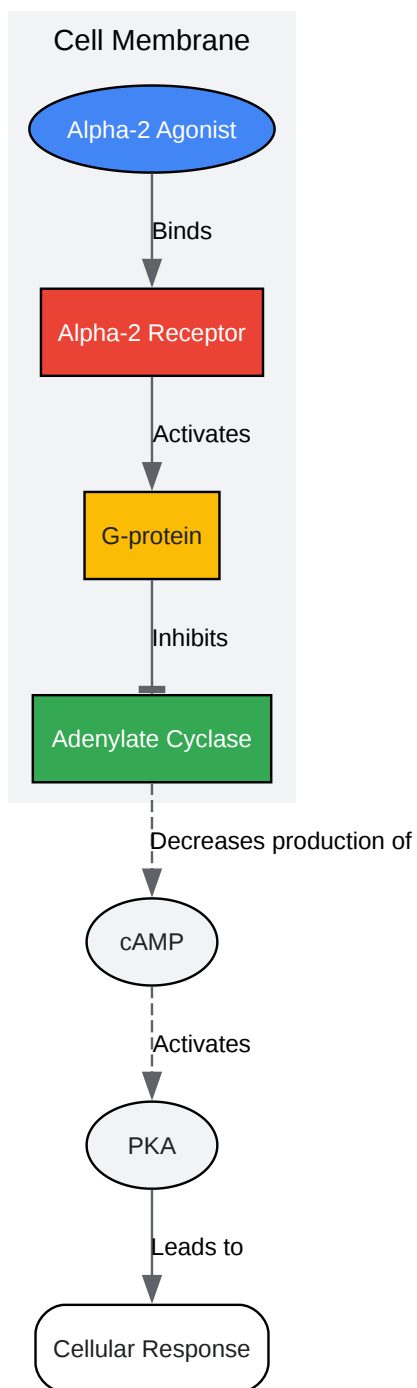 Cell Membrane
Alpha-2 Agonist
Binds
Alpha-2 Receptor
Activates
G-protein
Inhibits
Adenylate Cyclase
Decreases production of
cAMP
Activates
PKA
Leads to
Cellular Response